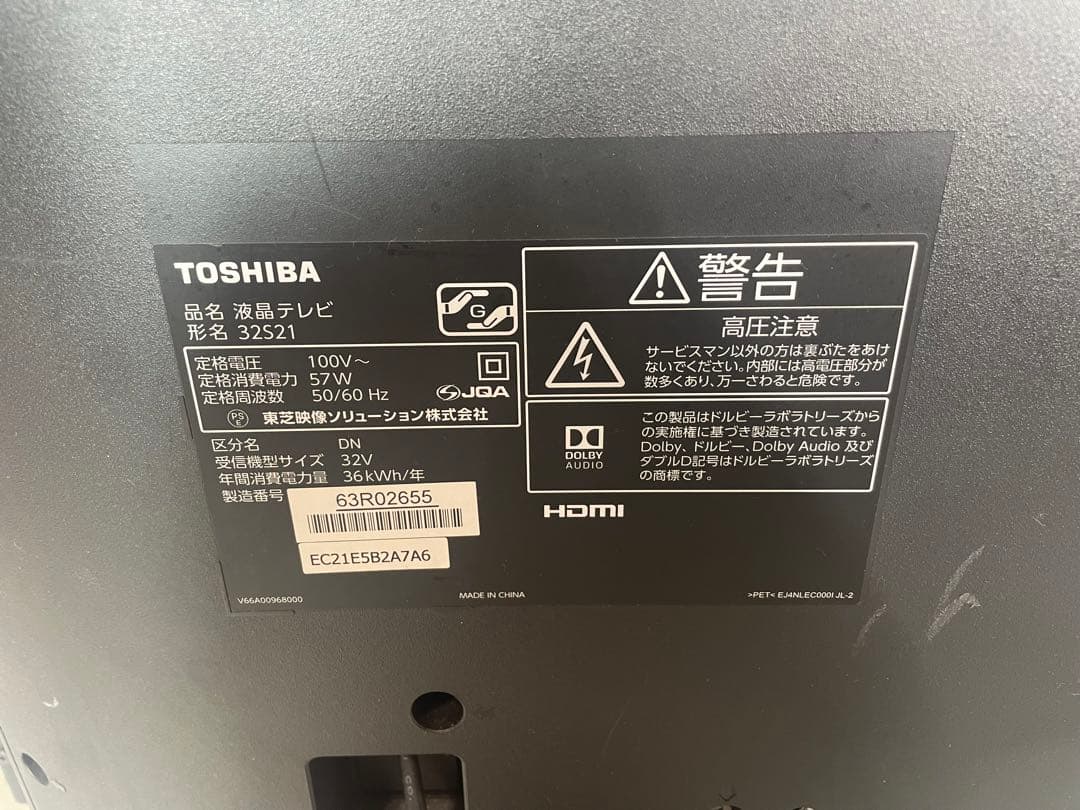 TOSHIBA
品名 液晶テレビ
形名 32S21
G
定格電圧 100V～
定格消費電力 57W
定格周波数 50/60 Hz
JQA
PS
E
東芝映像ソリューション株式会社
区分名 DN
受信機型サイズ 32V
年間消費電力量 36kWh/年
製造番号
63R02655
EC21E5B2A7A6
V66A00968000
MADE IN CHINA
警告
高圧注意
サービスマン以外の方は裏ぶたをあけ
ないでください。内部には高電圧部分が
数多くあり、万一さわると危険です。
DOLBY
AUDIO
この製品はドルビーラボラトリーズから
の実施権に基づき製造されています。
Dolby、ドルビー、Dolby Audio 及び
ダブルD記号はドルビーラボラトリーズ
の商標です。
HDMI
>PET< EJ4NLEC000I JL-2